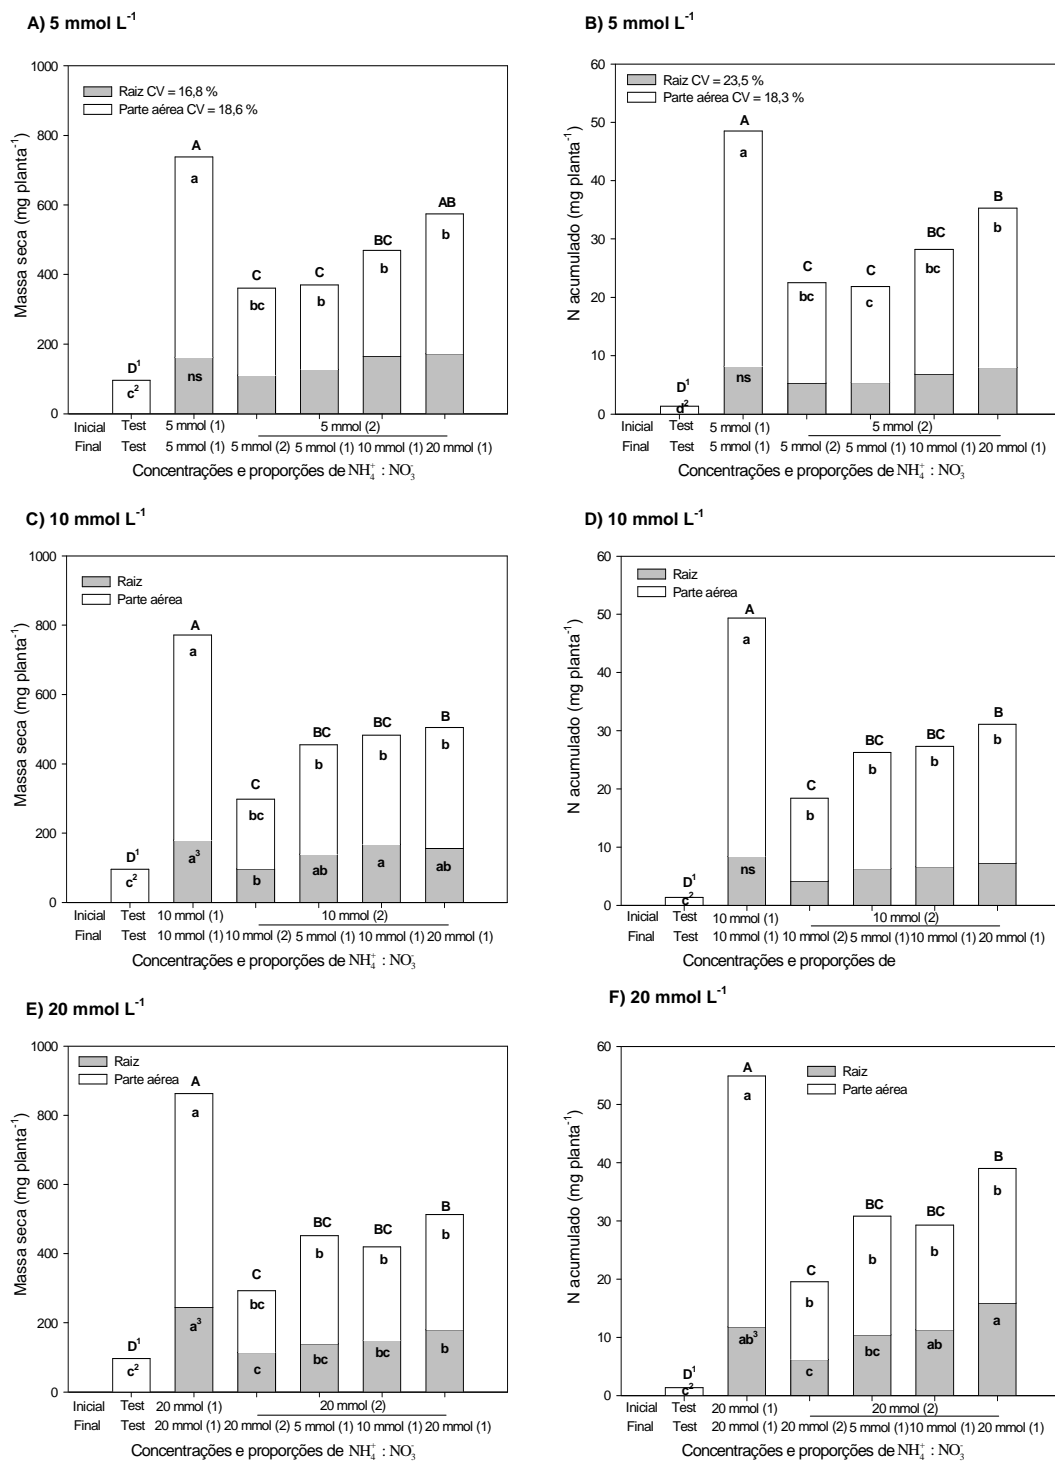 A) 5 mmol L-1
1000
800
600
400
200
0
Massa seca (mg planta-1)
Raiz CV = 16,8 %
Parte aérea CV = 18,6 %
A
a
ns
D1
c2
C
bc
C
b
BC
b
AB
b
Inicial Test 5 mmol (1) 5 mmol (2)
Final Test 5 mmol (1) 5 mmol (2) 5 mmol (1) 10 mmol (1) 20 mmol (1)
Concentrações e proporções de NH4+ : NO3-
B) 5 mmol L-1
60
50
40
30
20
10
0
N acumulado (mg planta-1)
Raiz CV = 23,5 %
Parte aérea CV = 18,3 %
A
a
ns
D1
d2
C
bc
C
c
BC
bc
B
b
Inicial Test 5 mmol (1) 5 mmol (2)
Final Test 5 mmol (1) 5 mmol (2) 5 mmol (1) 10 mmol (1) 20 mmol (1)
Concentrações e proporções de NH4+ : NO3-
C) 10 mmol L-1
1000
800
600
400
200
0
Massa seca (mg planta-1)
Raiz
Parte aérea
A
a
a3
D1
c2
C
bc
b
BC
b
ab
BC
b
a
B
b
ab
Inicial Test 10 mmol (1) 10 mmol (2)
Final Test 10 mmol (1) 10 mmol (2) 5 mmol (1) 10 mmol (1) 20 mmol (1)
Concentrações e proporções de NH4+ : NO3-
D) 10 mmol L-1
60
50
40
30
20
10
0
N acumulado (mg planta-1)
Raiz
Parte aérea
A
a
ns
D1
c2
C
b
BC
b
BC
b
B
b
Inicial Test 10 mmol (1) 10 mmol (2)
Final Test 10 mmol (1) 10 mmol (2) 5 mmol (1) 10 mmol (1) 20 mmol (1)
Concentrações e proporções de
E) 20 mmol L-1
1000
800
600
400
200
0
Massa seca (mg planta-1)
Raiz
Parte aérea
A
a
a3
D1
c2
C
bc
c
BC
b
bc
BC
b
bc
B
b
b
Inicial Test 20 mmol (1) 20 mmol (2)
Final Test 20 mmol (1) 20 mmol (2) 5 mmol (1) 10 mmol (1) 20 mmol (1)
Concentrações e proporções de NH4+ : NO3-
F) 20 mmol L-1
60
50
40
30
20
10
0
N acumulado (mg planta-1)
Raiz
Parte aérea
A
a
ab3
D1
c2
C
b
c
BC
b
bc
BC
b
ab
B
b
a
Inicial Test 20 mmol (1) 20 mmol (2)
Final Test 20 mmol (1) 20 mmol (2) 5 mmol (1) 10 mmol (1) 20 mmol (1)
Concentrações e proporções de NH4+ : NO3-